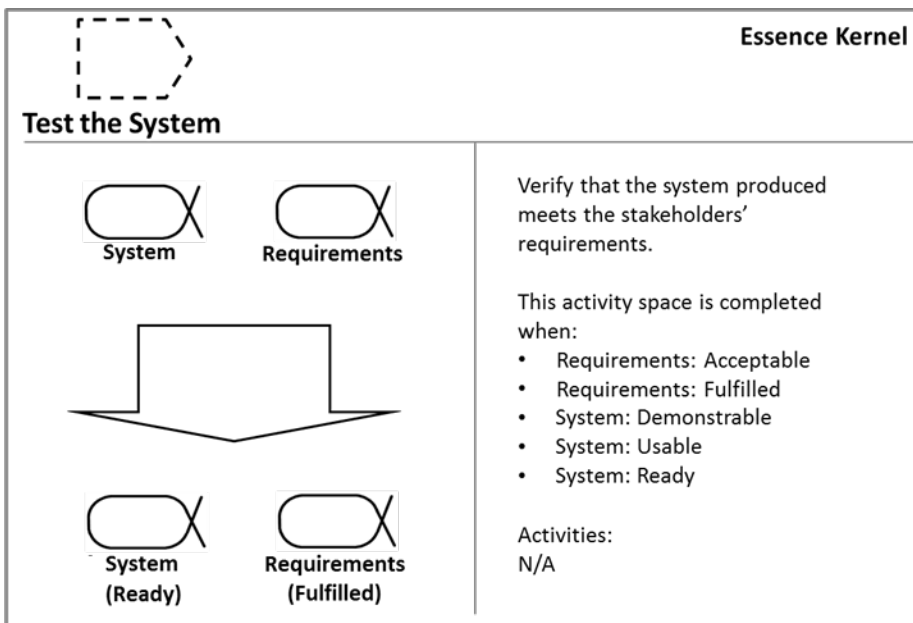 Essence Kernel
Test the System
System
Requirements
System
(Ready)
Requirements
(Fulfilled)
Verify that the system produced
meets the stakeholders’
requirements.
This activity space is completed
when:
• Requirements: Acceptable
• Requirements: Fulfilled
• System: Demonstrable
• System: Usable
• System: Ready
Activities:
N/A